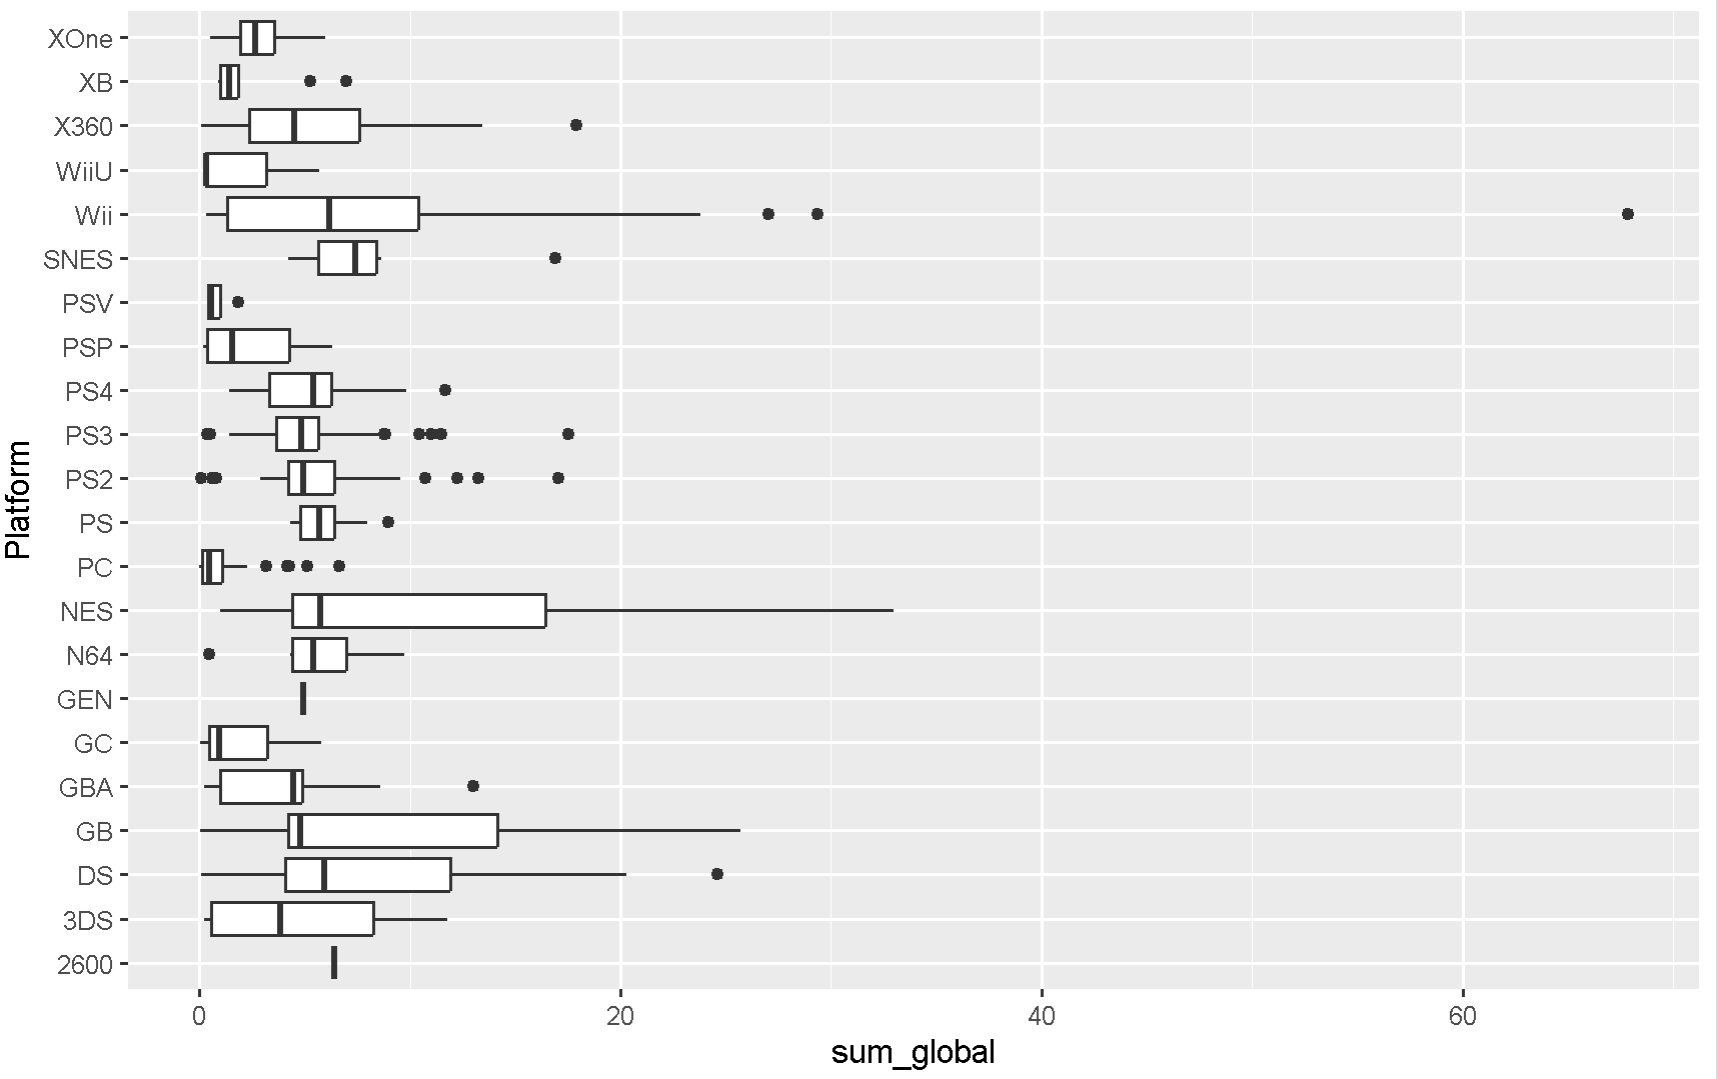 XOne
XB
X360
WiiU
Wii
SNES
PSV
PSP
PS4
PS3
PS2
PS
PC
NES
N64
GEN
GC
GBA
GB
DS
3DS
2600
Platform
0 20 40 60
sum_global